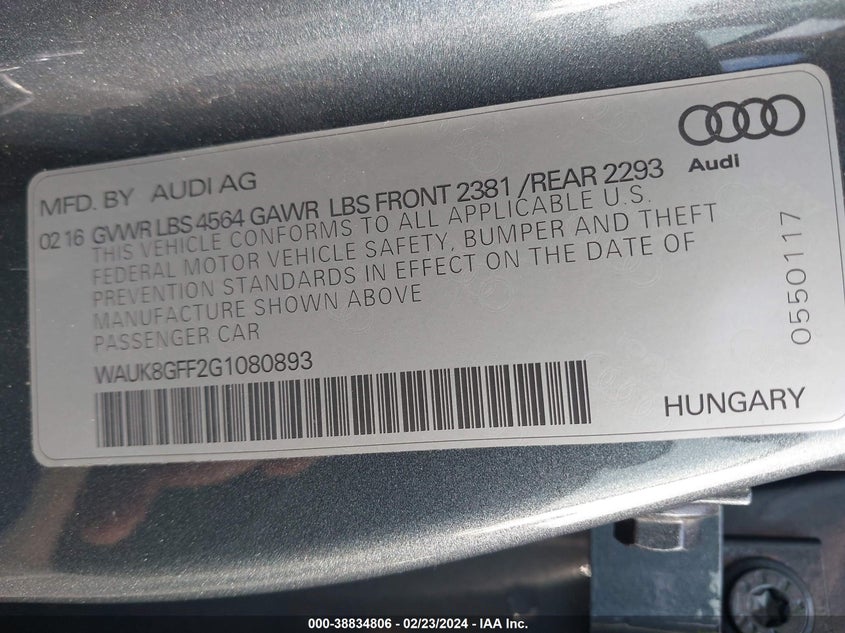 Audi
MFD. BY AUDI AG
02 16 GVWR LBS 4564 GAWR LBS FRONT 2381 /REAR 2293
THIS VEHICLE CONFORMS TO ALL APPLICABLE U.S.
FEDERAL MOTOR VEHICLE SAFETY, BUMPER AND THEFT
PREVENTION STANDARDS IN EFFECT ON THE DATE OF
MANUFACTURE SHOWN ABOVE
PASSENGER CAR
WAUK8GFF2G1080893
HUNGARY
0550117
000-38834806 - 02/23/2024 - IAA Inc.